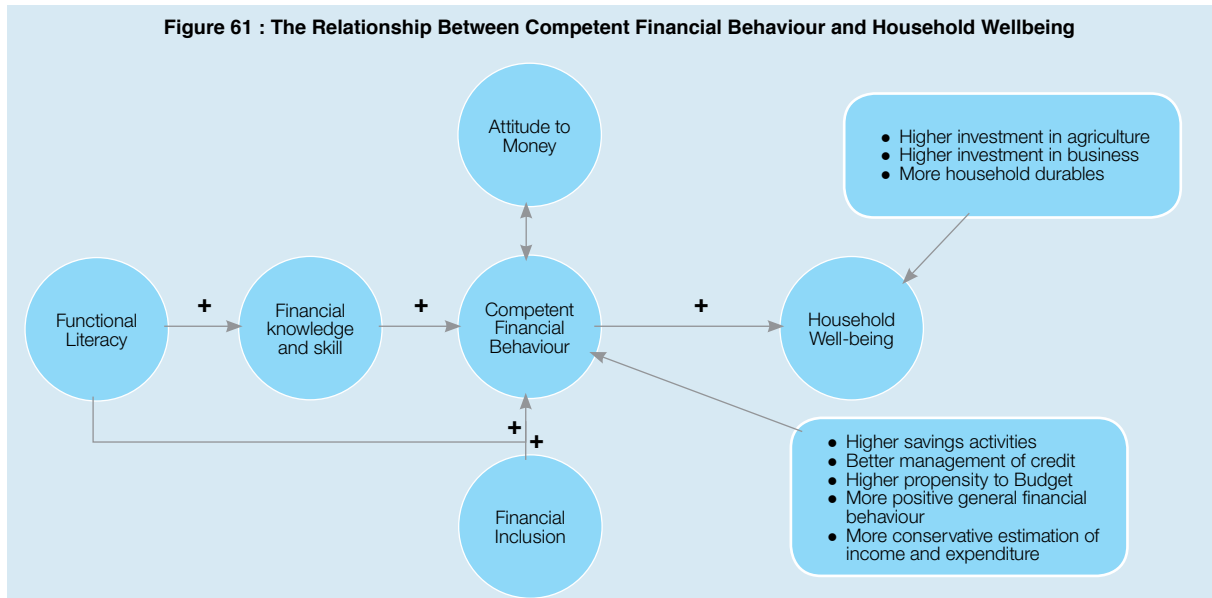 Figure 61 : The Relationship Between Competent Financial Behaviour and Household Wellbeing
Attitude to
Money
● Higher investment in agriculture
● Higher investment in business
● More household durables
Functional
Literacy
+
Financial
knowledge
and skill
+
Competent
Financial
Behaviour
+
Household
Well-being
+
+
Financial
Inclusion
● Higher savings activities
● Better management of credit
● Higher propensity to Budget
● More positive general financial
behaviour
● More conservative estimation of
income and expenditure